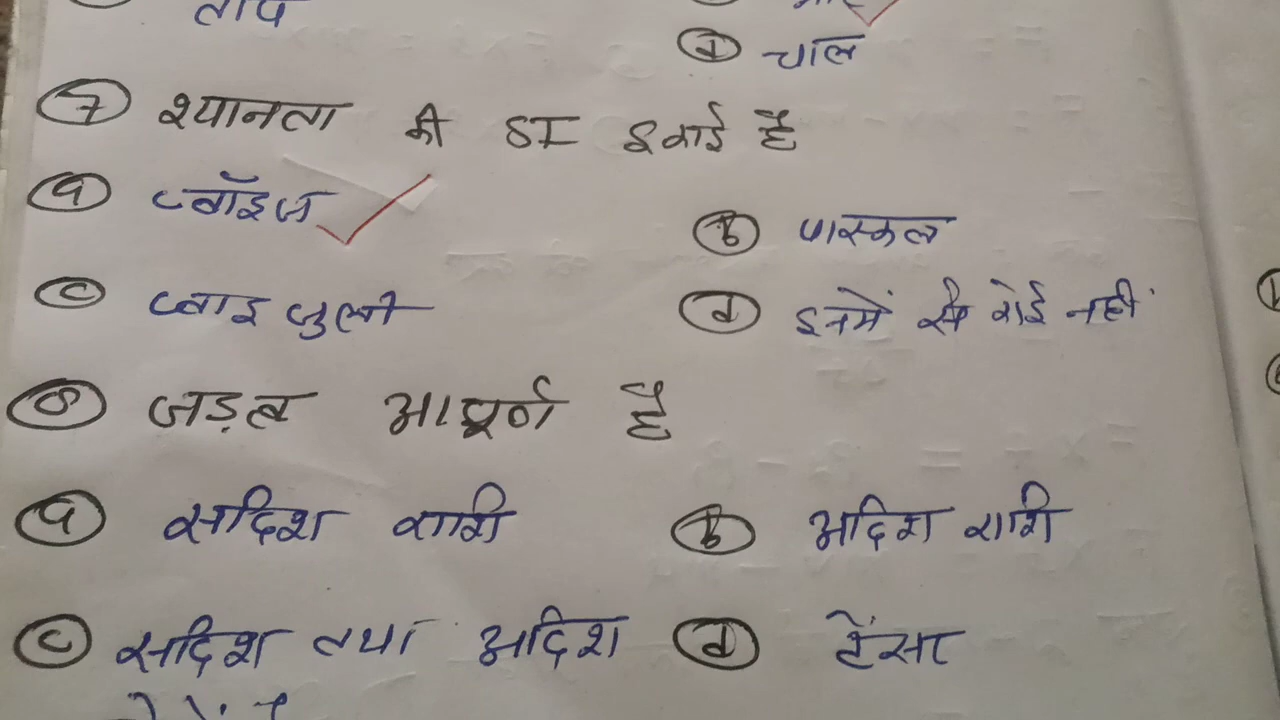 ताप
ⓓ चाल
⑦ श्यानता की SI इकाई है
ⓐ प्वॉइज ✓
ⓑ पास्कल
ⓒ प्वाइजुली
ⓓ इनमें से कोई नहीं
⑧ जड़त्व आघूर्ण है
ⓐ सदिश राशि ⓑ अदिश राशि
ⓒ सदिश तथा अदिश ⓓ टेंसर